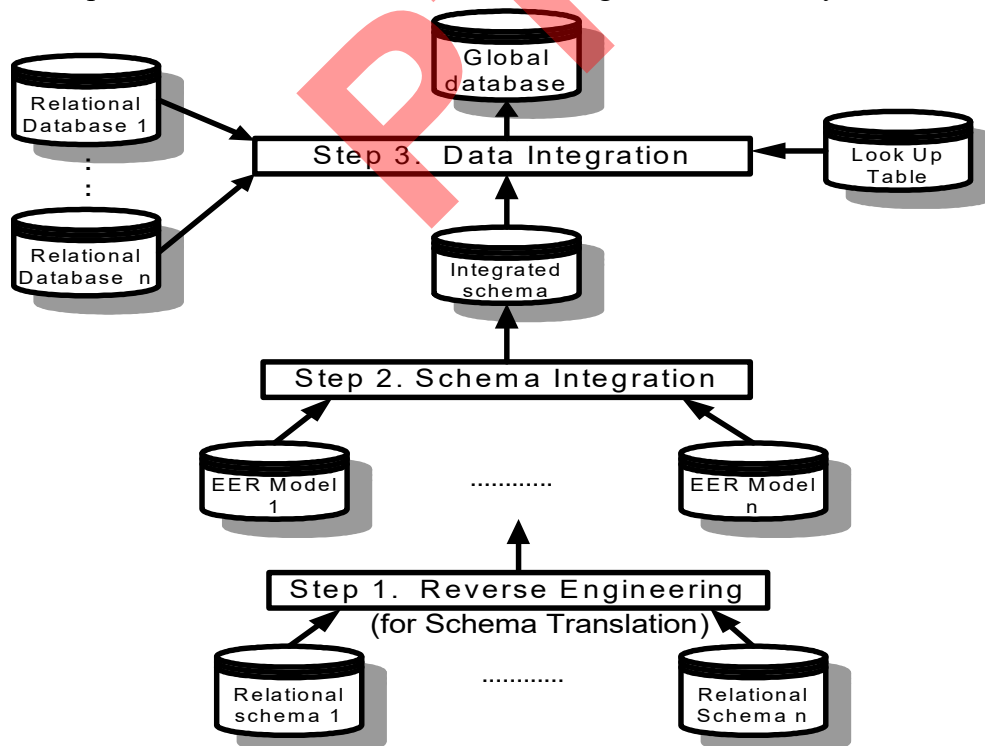 Global
database
Relational
Database 1
:
:
Relational
Database n
Step 3. Data Integration
Look Up
Table
Integrated
schema
Step 2. Schema Integration
EER Model
1
............
EER Model
n
Step 1. Reverse Engineering
(for Schema Translation)
Relational
schema 1
............
Relational
Schema n